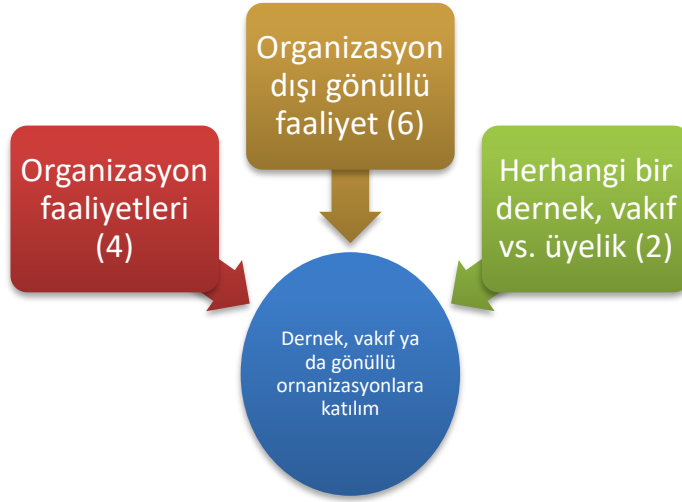 Organizasyon
dışı gönüllü
faaliyet (6)
Organizasyon
faaliyetleri
(4)
Herhangi bir
dernek, vakıf
vs. üyelik (2)
Dernek, vakıf ya
da gönüllü
ornanizasyonlara
katılım